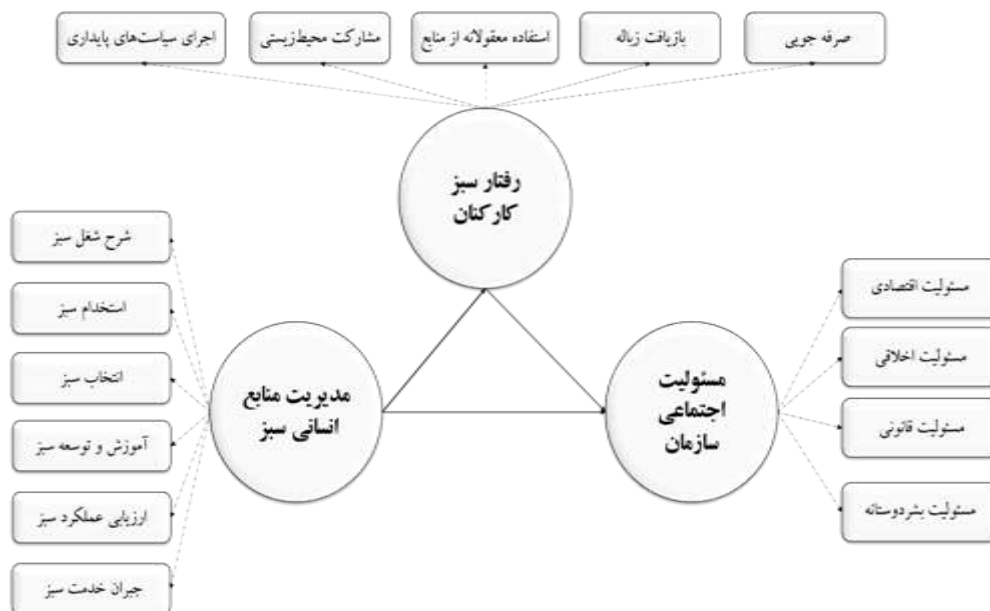 صرفه جویی
بازیافت زباله
استفاده معقولانه از منابع
مشارکت محیط‌زیستی
اجرای سیاست‌های پایداری
رفتار سبز
کارکنان
مسئولیت اقتصادی
مسئولیت اخلاقی
مسئولیت قانونی
مسئولیت بشردوستانه
مسئولیت
اجتماعی
سازمان
مدیریت منابع
انسانی سبز
شرح شغل سبز
استخدام سبز
انتخاب سبز
آموزش و توسعه سبز
ارزیابی عملکرد سبز
جبران خدمت سبز